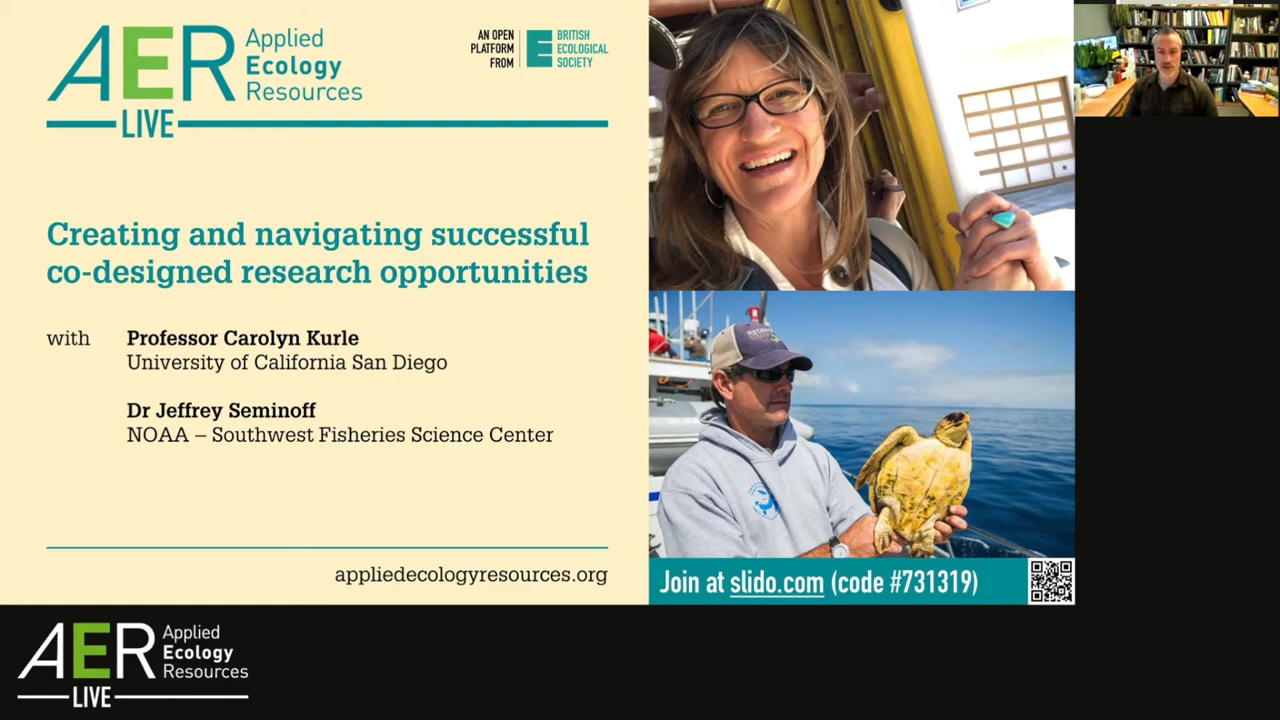 AER Applied
Ecology
Resources
LIVE
AN OPEN
PLATFORM
FROM
BRITISH
ECOLOGICAL
SOCIETY
Creating and navigating successful
co-designed research opportunities
with Professor Carolyn Kurle
University of California San Diego
Dr Jeffrey Seminoff
NOAA – Southwest Fisheries Science Center
appliedecologyresources.org
Join at slido.com (code #731319)
AER Applied
Ecology
Resources
LIVE